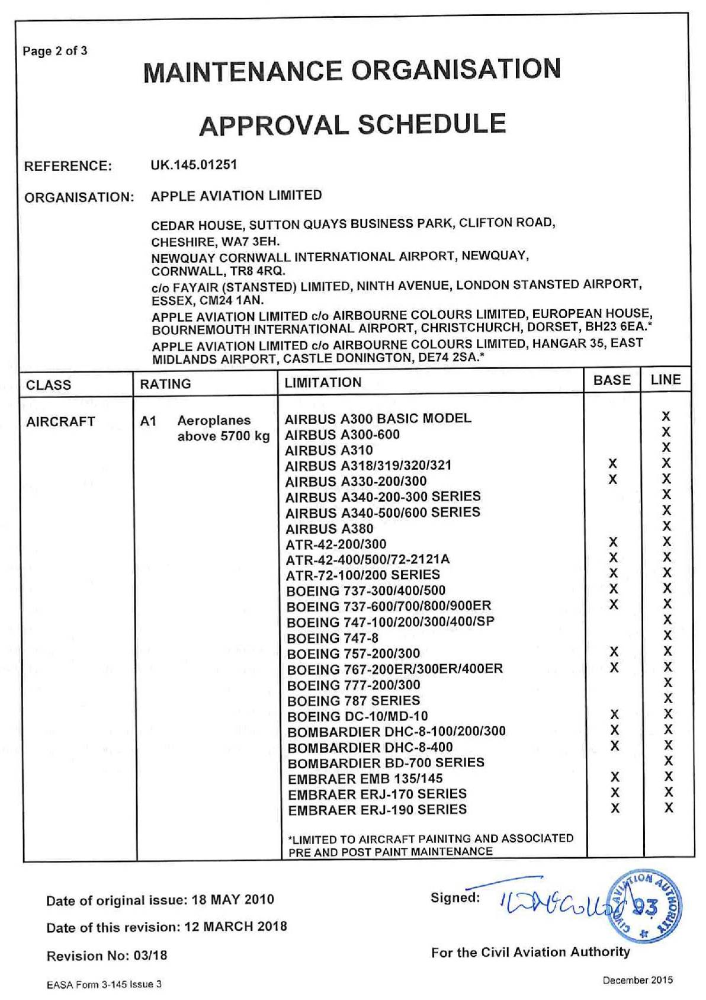 Page 2 of 3
MAINTENANCE ORGANISATION
APPROVAL SCHEDULE
REFERENCE: UK.145.01251
ORGANISATION: APPLE AVIATION LIMITED
CEDAR HOUSE, SUTTON QUAYS BUSINESS PARK, CLIFTON ROAD,
CHESHIRE, WA7 3EH.
NEWQUAY CORNWALL INTERNATIONAL AIRPORT, NEWQUAY,
CORNWALL, TR8 4RQ.
c/o FAYAIR (STANSTED) LIMITED, NINTH AVENUE, LONDON STANSTED AIRPORT,
ESSEX, CM24 1AN.
APPLE AVIATION LIMITED c/o AIRBOURNE COLOURS LIMITED, EUROPEAN HOUSE,
BOURNEMOUTH INTERNATIONAL AIRPORT, CHRISTCHURCH, DORSET, BH23 6EA.*
APPLE AVIATION LIMITED c/o AIRBOURNE COLOURS LIMITED, HANGAR 35, EAST
MIDLANDS AIRPORT, CASTLE DONINGTON, DE74 2SA.*
CLASS RATING LIMITATION BASE LINE
AIRCRAFT A1 Aeroplanes AIRBUS A300 BASIC MODEL X
above 5700 kg AIRBUS A300-600 X
AIRBUS A310 X
AIRBUS A318/319/320/321 X X
AIRBUS A330-200/300 X X
AIRBUS A340-200-300 SERIES X
AIRBUS A340-500/600 SERIES X
AIRBUS A380 X
ATR-42-200/300 X X
ATR-42-400/500/72-2121A X X
ATR-72-100/200 SERIES X X
BOEING 737-300/400/500 X X
BOEING 737-600/700/800/900ER X X
BOEING 747-100/200/300/400/SP X
BOEING 747-8 X
BOEING 757-200/300 X X
BOEING 767-200ER/300ER/400ER X X
BOEING 777-200/300 X
BOEING 787 SERIES X
BOEING DC-10/MD-10 X X
BOMBARDIER DHC-8-100/200/300 X X
BOMBARDIER DHC-8-400 X X
BOMBARDIER BD-700 SERIES X
EMBRAER EMB 135/145 X X
EMBRAER ERJ-170 SERIES X X
EMBRAER ERJ-190 SERIES X X
*LIMITED TO AIRCRAFT PAINITNG AND ASSOCIATED
PRE AND POST PAINT MAINTENANCE
Date of original issue: 18 MAY 2010
Signed:
CIVIL AVIATION AUTHORITY
93
Date of this revision: 12 MARCH 2018
Revision No: 03/18
For the Civil Aviation Authority
EASA Form 3-145 Issue 3
December 2015